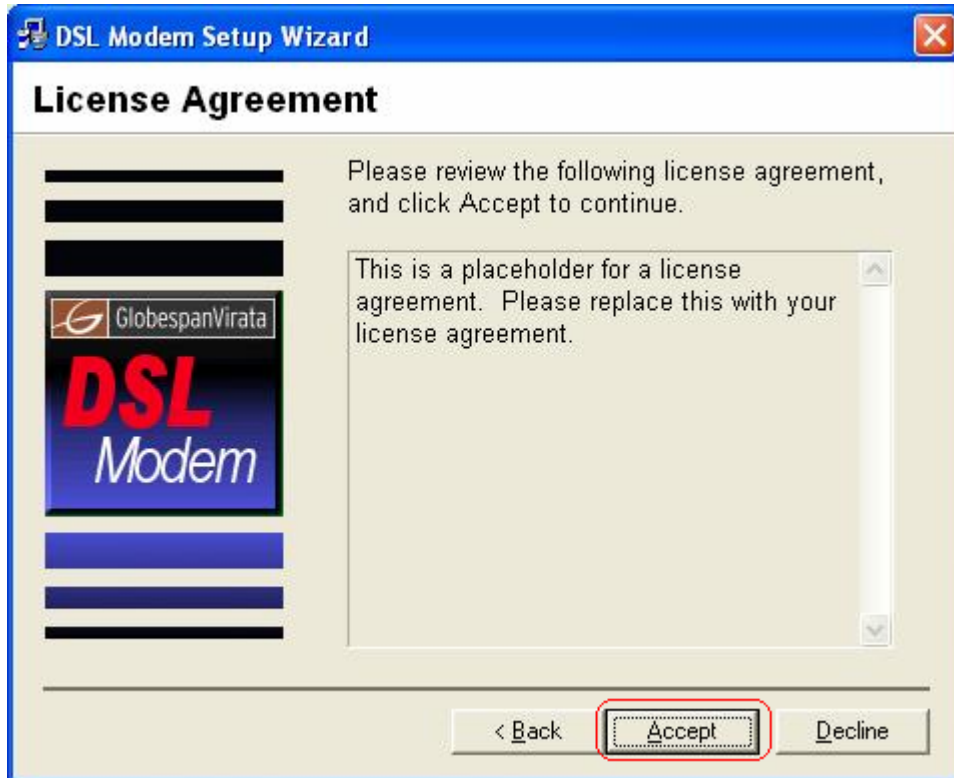 DSL Modem Setup Wizard
License Agreement
Please review the following license agreement,
and click Accept to continue.
This is a placeholder for a license
agreement.  Please replace this with your
license agreement.
GlobespanVirata
DSL
Modem
< Back
Accept
Decline